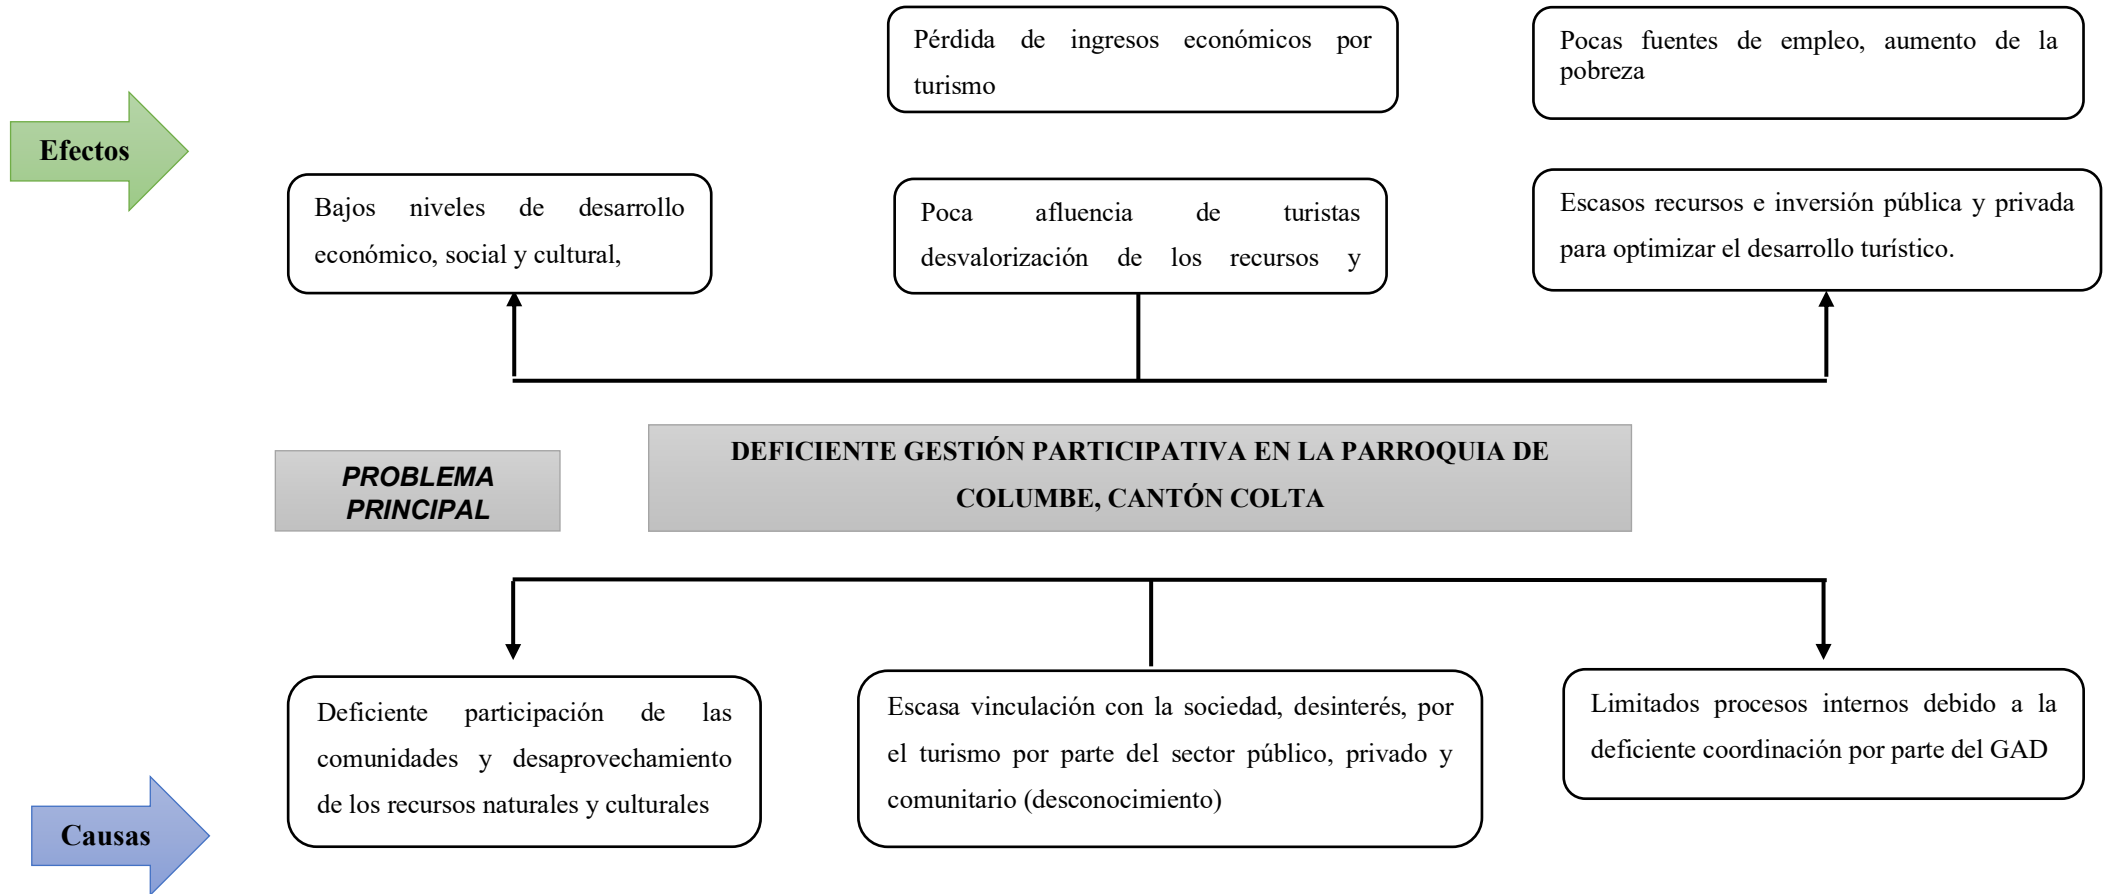 Pérdida de ingresos económicos por
turismo
Pocas fuentes de empleo, aumento de la
pobreza
Efectos
Bajos niveles de desarrollo
económico, social y cultural,
Poca afluencia de turistas
desvalorización de los recursos y
Escasos recursos e inversión pública y privada
para optimizar el desarrollo turístico.
PROBLEMA
PRINCIPAL
DEFICIENTE GESTIÓN PARTICIPATIVA EN LA PARROQUIA DE
COLUMBE, CANTÓN COLTA
Deficiente participación de las
comunidades y desaprovechamiento
de los recursos naturales y culturales
Escasa vinculación con la sociedad, desinterés, por
el turismo por parte del sector público, privado y
comunitario (desconocimiento)
Limitados procesos internos debido a la
deficiente coordinación por parte del GAD
Causas